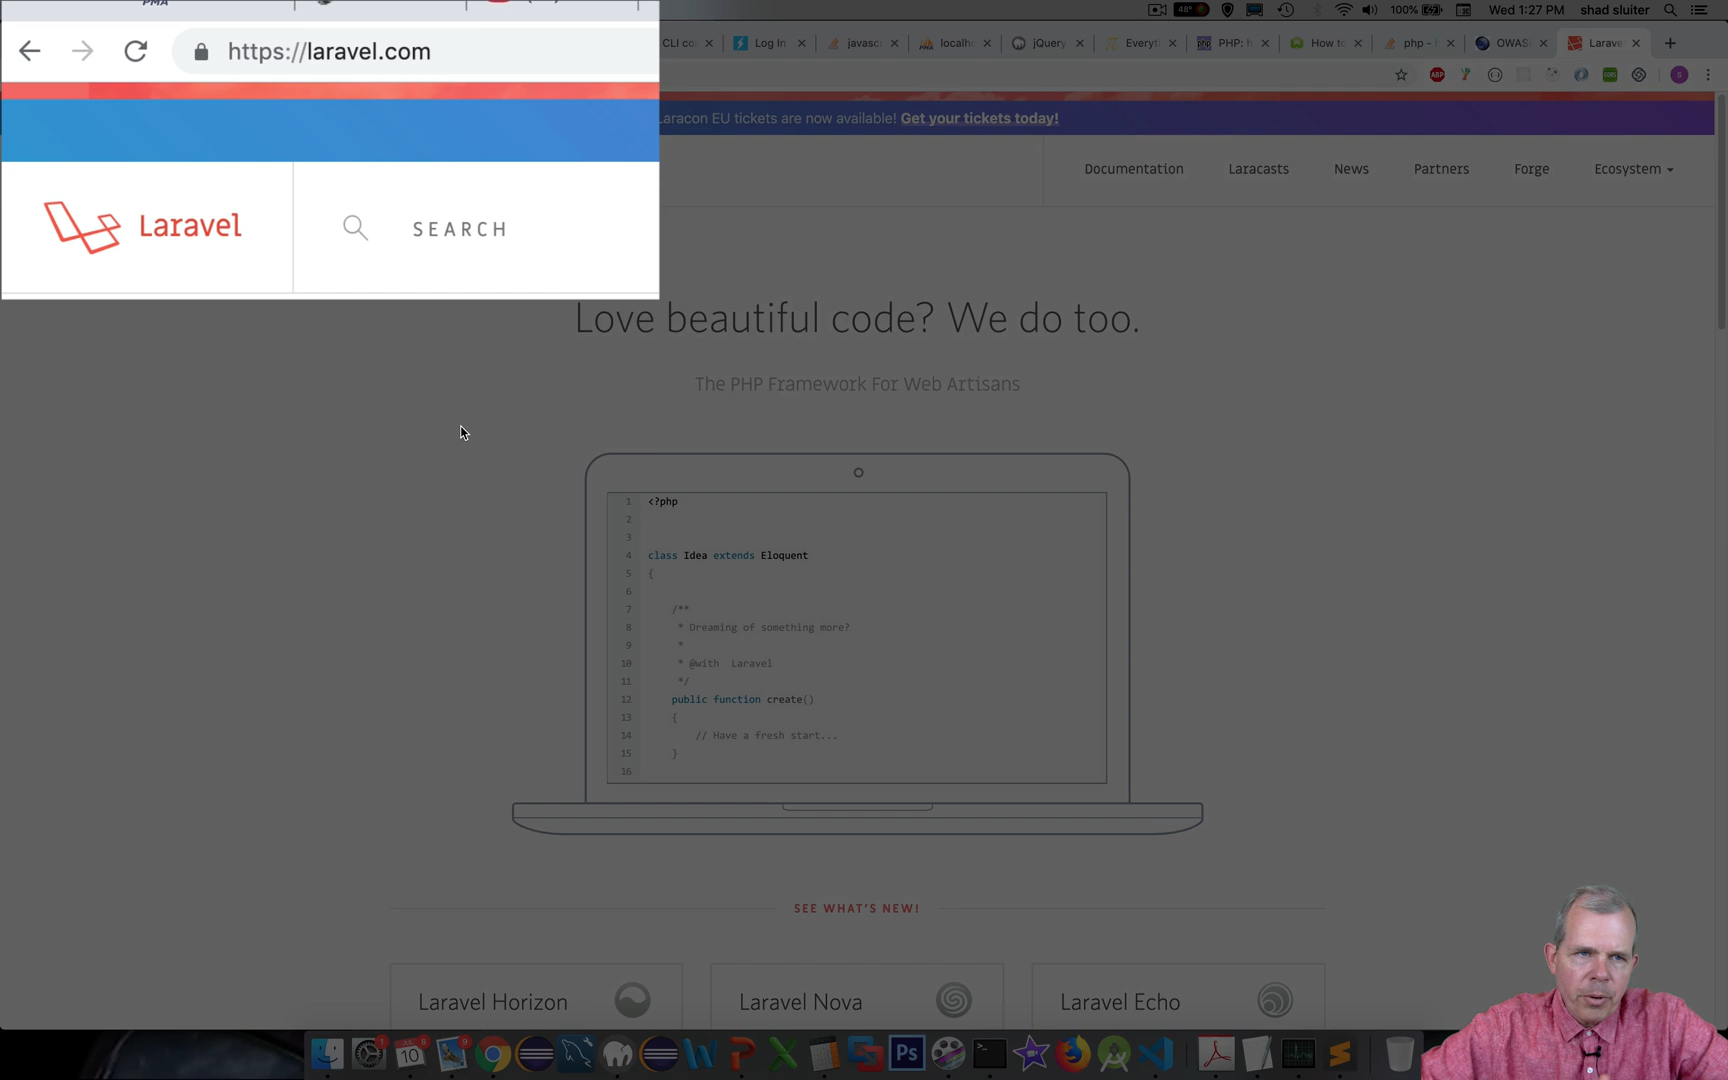 100%
Wed 1:27 PM
shad sluiter
48°
PMA
CLI co
Log In
javasc
localh
jQuery
Everyt
PHP: h
How to
php -
OWAS
Larave
https://laravel.com
ABP
Laracon EU tickets are now available! Get your tickets today!
Laravel
SEARCH
Documentation
Laracasts
News
Partners
Forge
Ecosystem
Love beautiful code? We do too.
The PHP Framework For Web Artisans
1 <?php
2
3
4 class Idea extends Eloquent
5 {
6
7 /**
8 * Dreaming of something more?
9 *
10 * @with Laravel
11 */
12 public function create()
13 {
14 // Have a fresh start...
15 }
16
SEE WHAT'S NEW!
Laravel Horizon
Laravel Nova
Laravel Echo
1
8
10
9
Ps